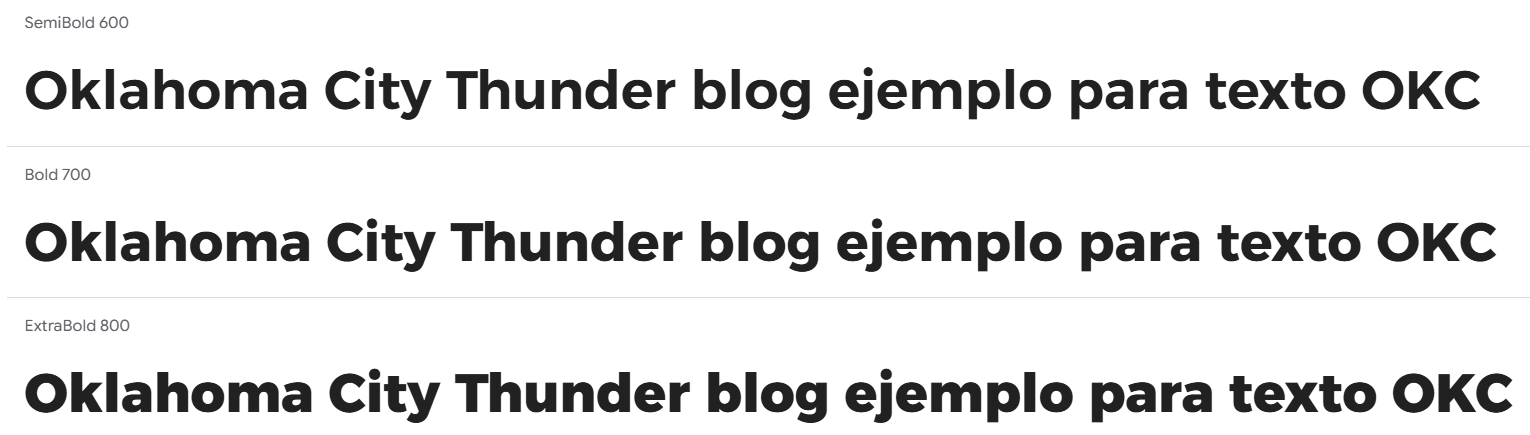 SemiBold 600
Oklahoma City Thunder blog ejemplo para texto OKC
Bold 700
Oklahoma City Thunder blog ejemplo para texto OKC
ExtraBold 800
Oklahoma City Thunder blog ejemplo para texto OKC